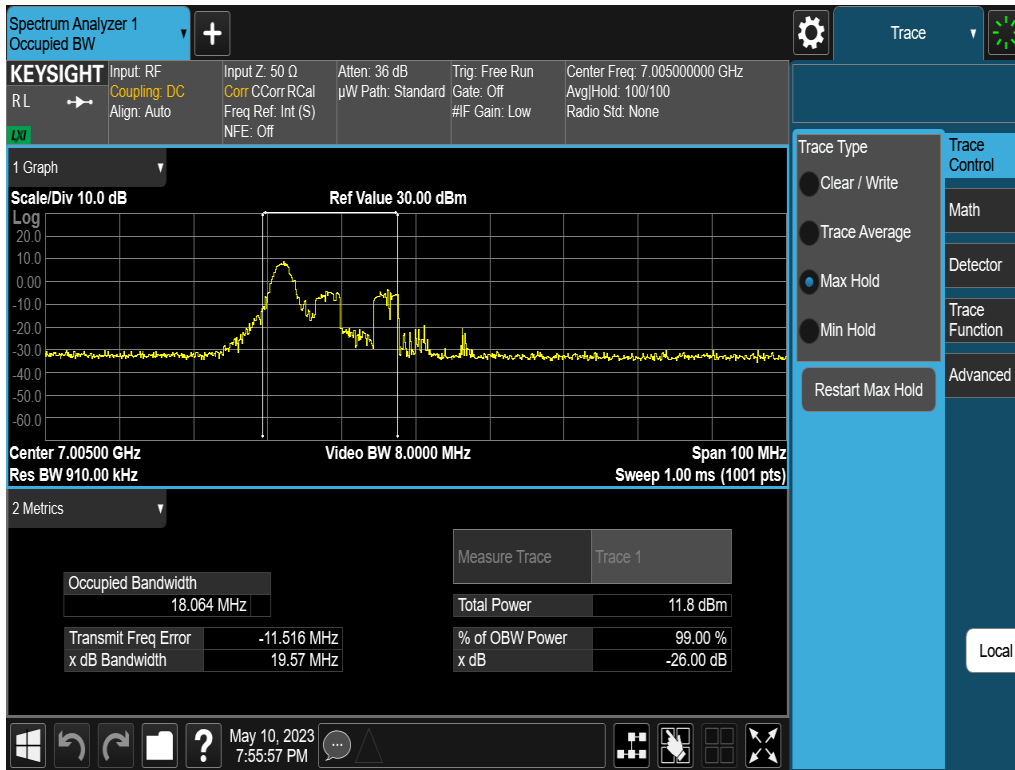 Spectrum Analyzer 1
Occupied BW
+
Trace
KEYSIGHT
R L
LXI
Input: RF
Coupling: DC
Align: Auto
Input Z: 50 Ω
Corr CCorr RCal
Freq Ref: Int (S)
NFE: Off
Atten: 36 dB
µW Path: Standard
Trig: Free Run
Gate: Off
#IF Gain: Low
Center Freq: 7.005000000 GHz
Avg|Hold: 100/100
Radio Std: None
1 Graph
Scale/Div 10.0 dB
Ref Value 30.00 dBm
Log
20.0
10.0
0.00
-10.0
-20.0
-30.0
-40.0
-50.0
-60.0
Center 7.00500 GHz
Video BW 8.0000 MHz
Span 100 MHz
Res BW 910.00 kHz
Sweep 1.00 ms (1001 pts)
2 Metrics
Measure Trace
Trace 1
Occupied Bandwidth
18.064 MHz
Total Power
11.8 dBm
Transmit Freq Error
-11.516 MHz
% of OBW Power
99.00 %
x dB Bandwidth
19.57 MHz
x dB
-26.00 dB
Trace Type
Clear / Write
Trace Average
Max Hold
Min Hold
Restart Max Hold
Trace
Control
Math
Detector
Trace
Function
Advanced
Local
?
May 10, 2023
7:55:57 PM